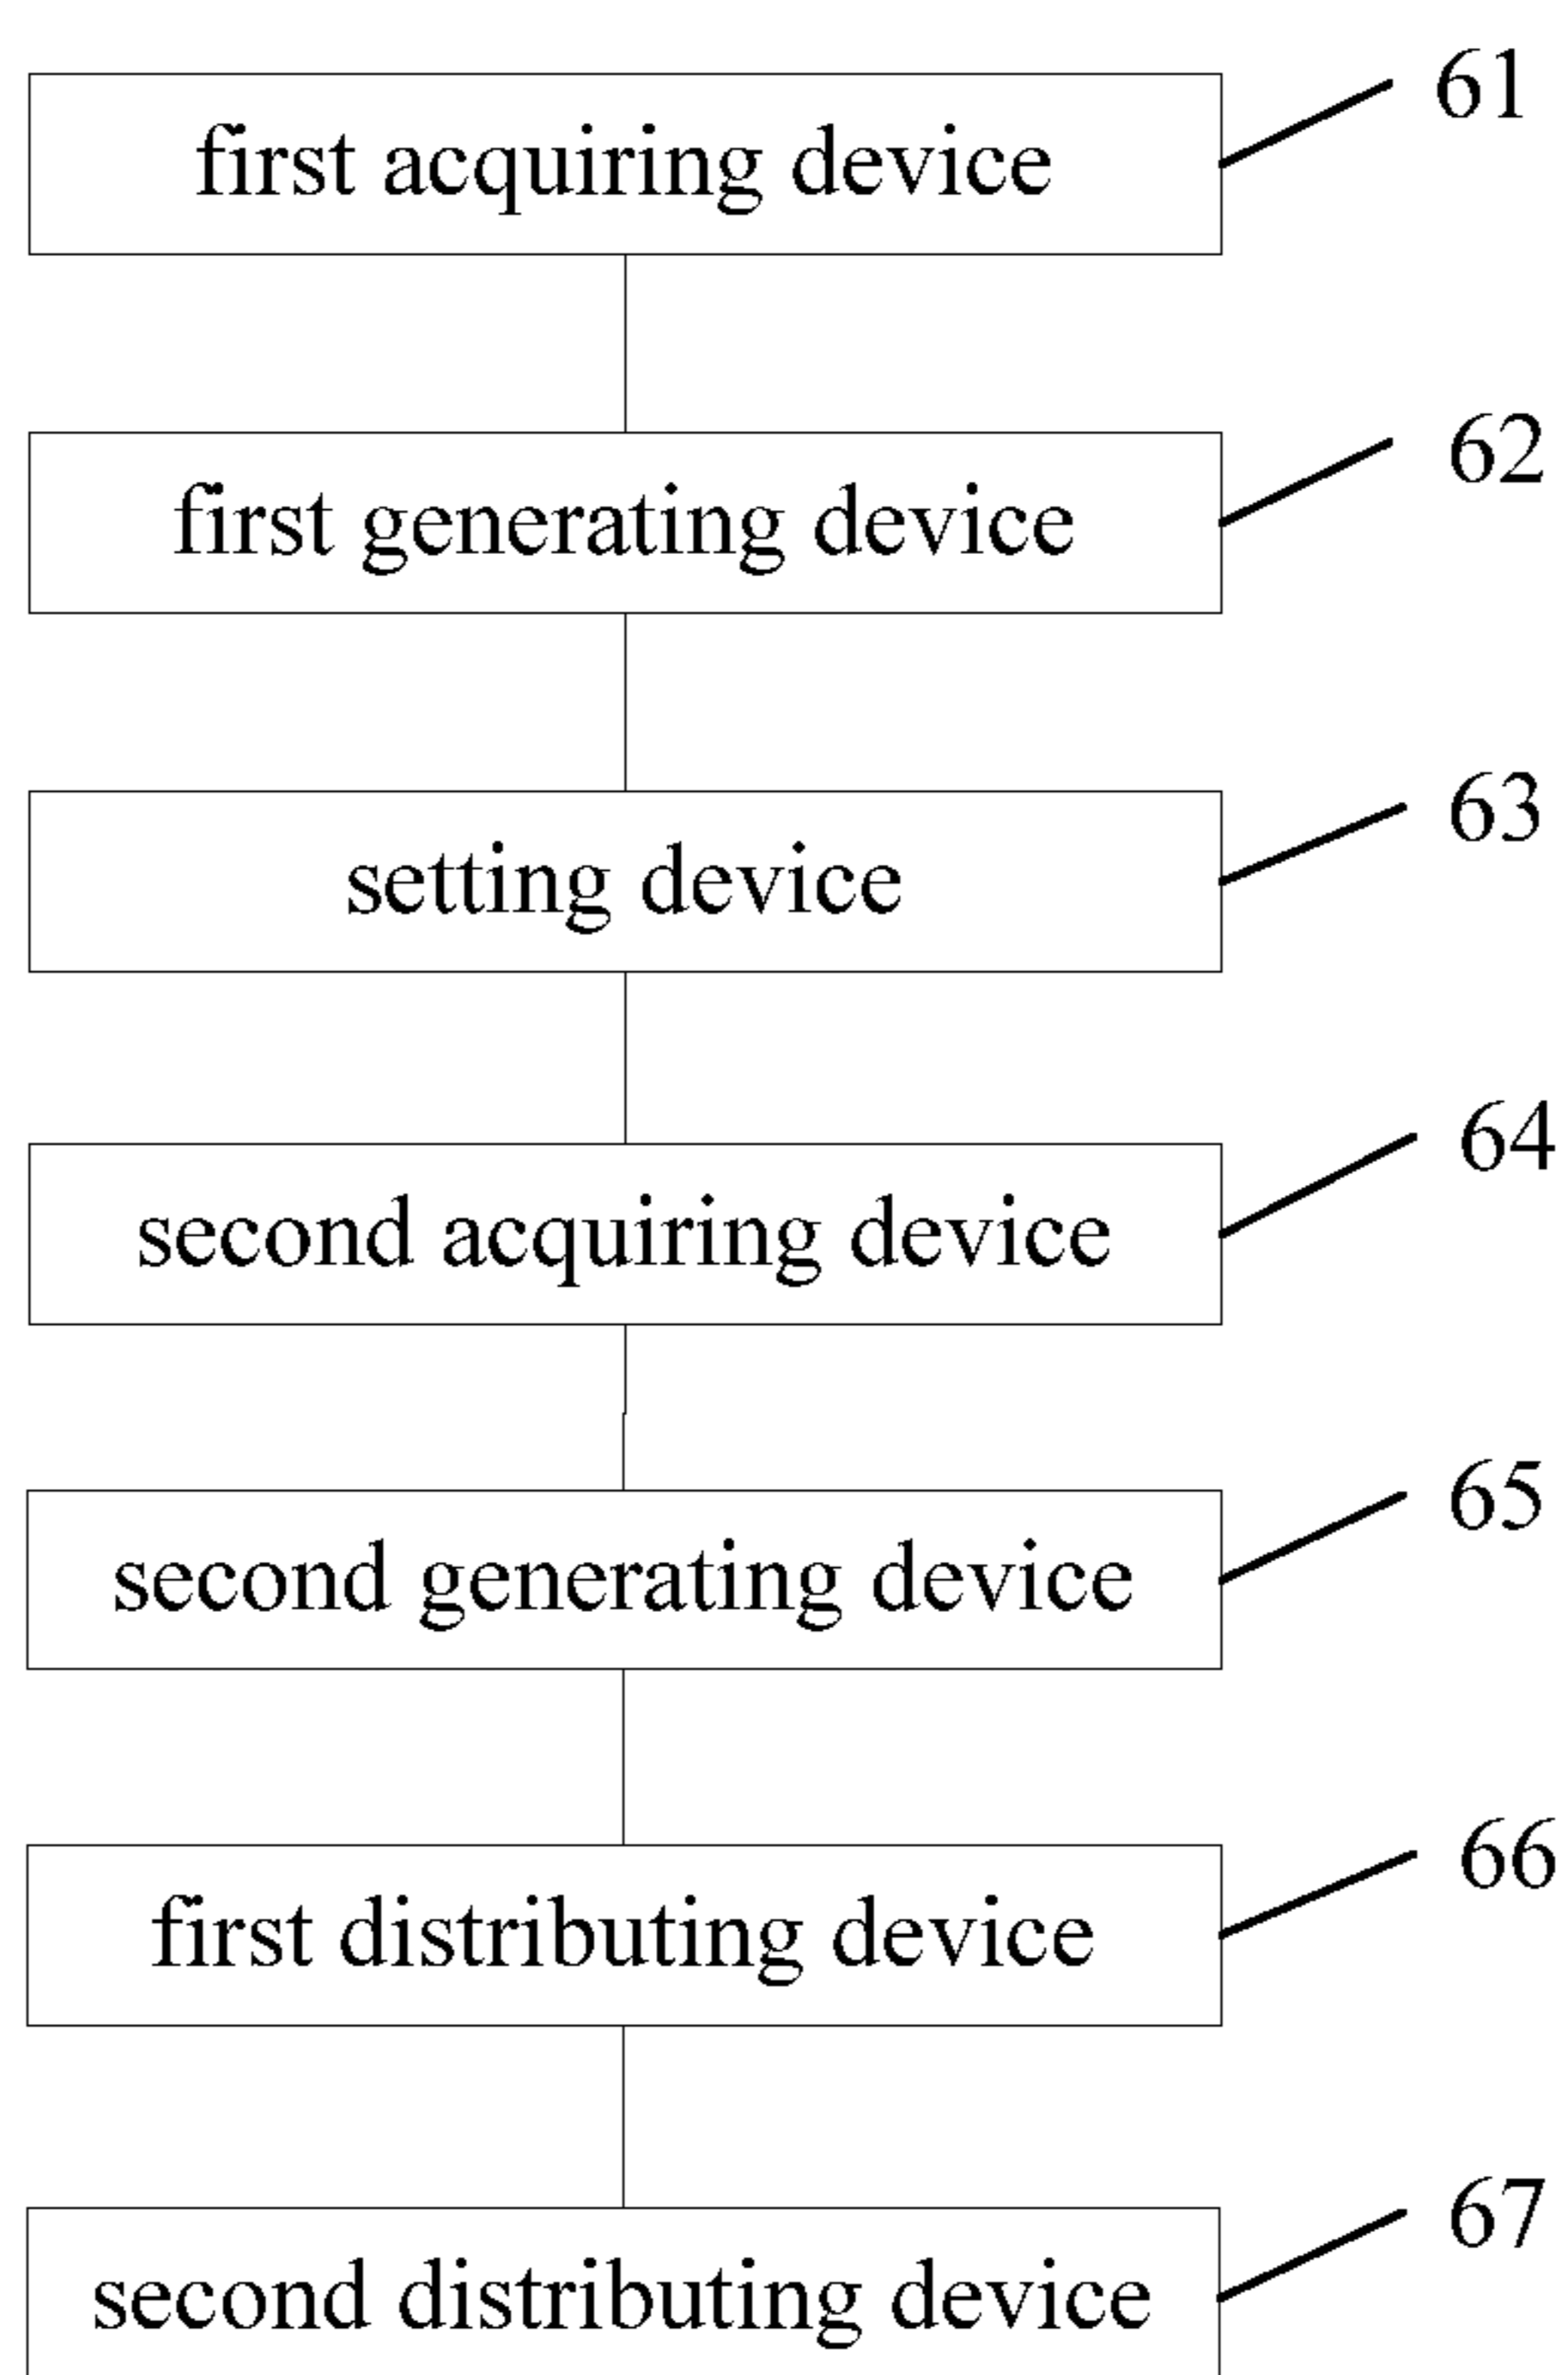 first acquiring device
61
first generating device
62
setting device
63
second acquiring device
64
second generating device
65
first distributing device
66
second distributing device
67